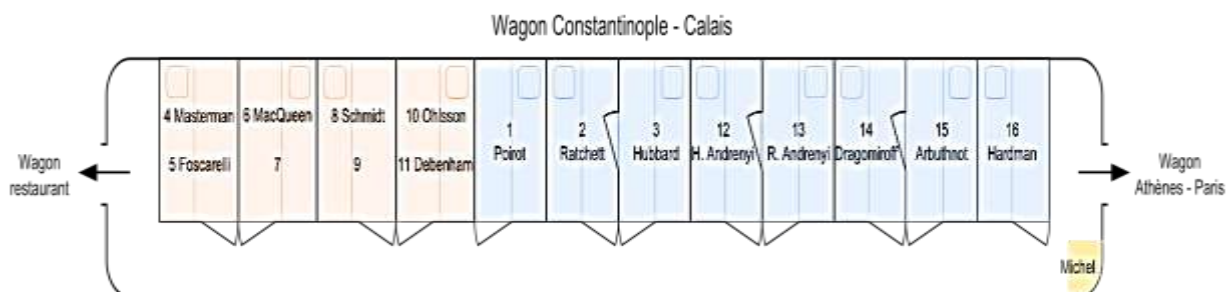 Wagon Constantinople - Calais
4 Masterman
6 MacQueen
8 Schmidt
10 Ohlsson
1
Poirot
2
Ratchett
3
Hubbard
12
H. Andrenyi
13
R. Andrenyi
14
Dragomiroff
15
Arbuthnot
16
Hardman
5 Foscarelli
7
9
11 Debenham
Wagon
restaurant
Wagon
Athènes - Paris
Michel